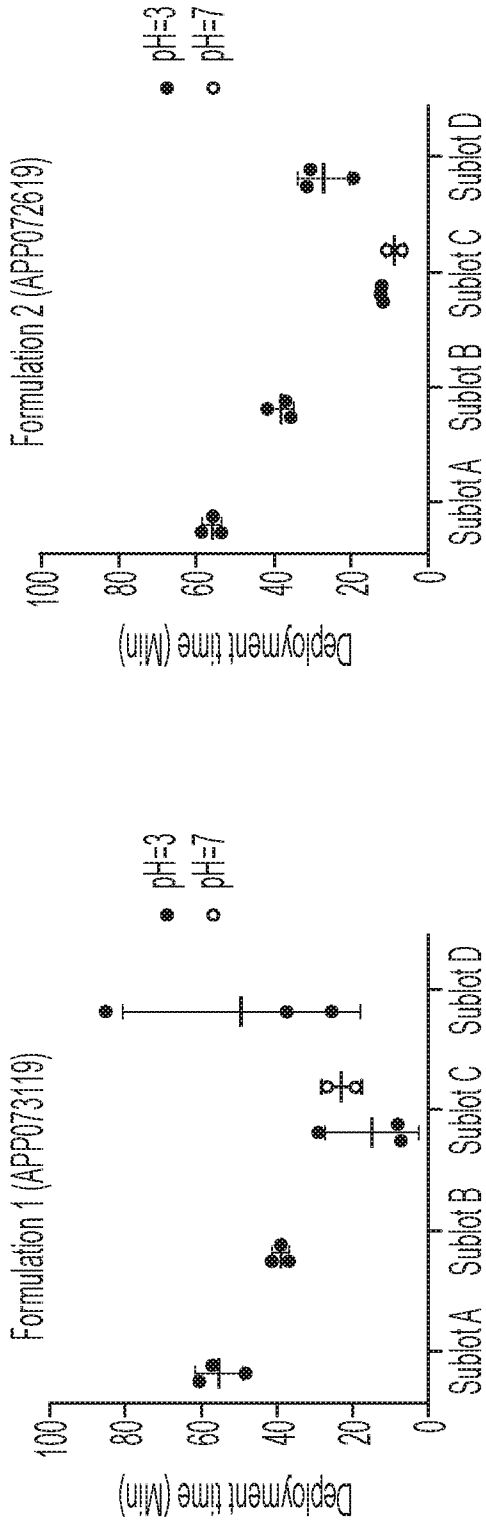 Formulation 1 (APP073119)
Deployment time (Min)
100
80
60
40
20
0
Sublot A
Sublot B
Sublot C
Sublot D
pH=3
pH=7
Formulation 2 (APP072619)
Deployment time (Min)
100
80
60
40
20
0
Sublot A
Sublot B
Sublot C
Sublot D
pH=3
pH=7